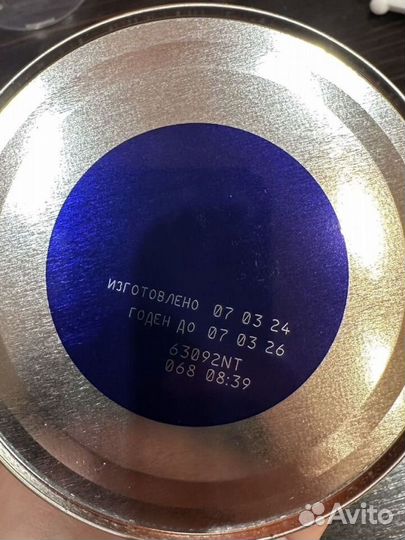 ИЗГОТОВЛЕНО 07 03 24
ГОДЕН ДО 07 03 26
63092NT
068 08:39
Avito